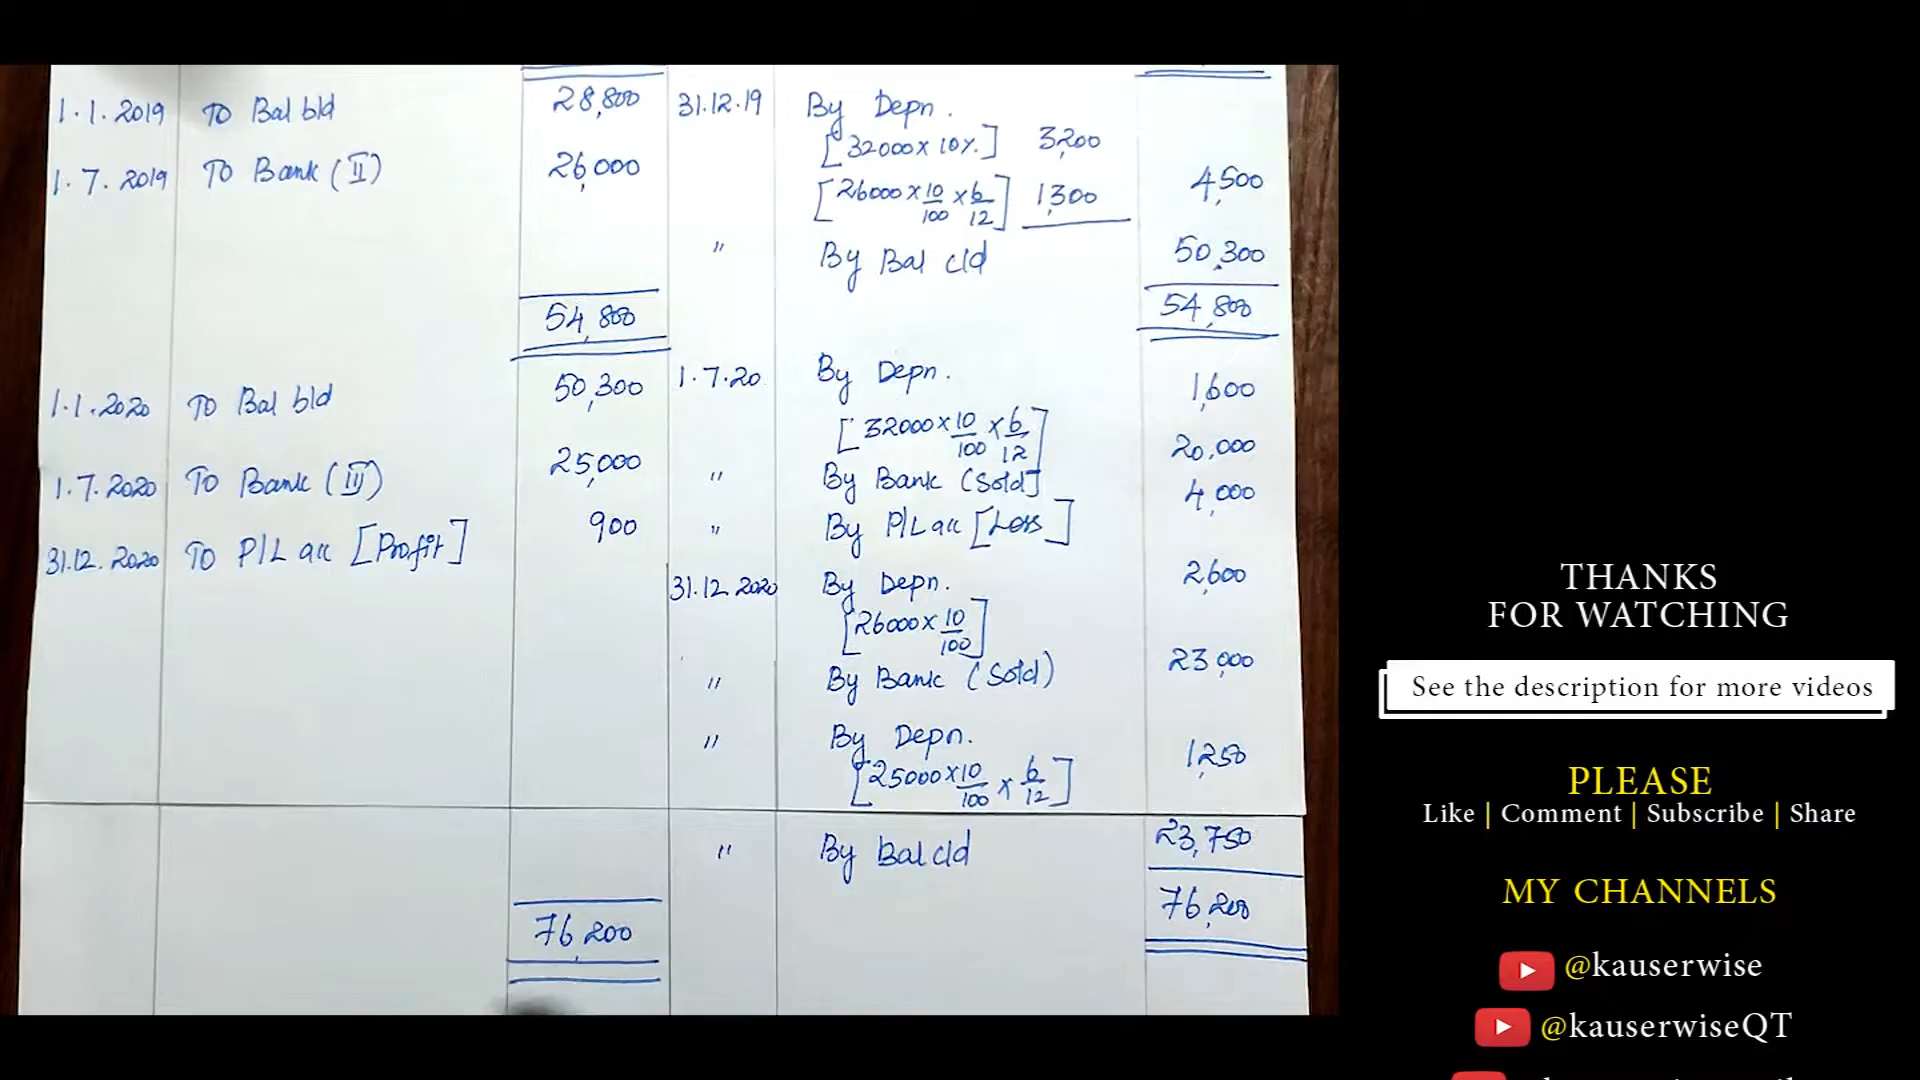 1.1.2019 To Bal b/d 28,800 31.12.19 By Depn.
[32000 x 10%] 3,200
1.7.2019 To Bank (II) 26,000 [26000 x 10/100 x 6/12] 1,300 4,500
" By Bal c/d 50,300
54,800 54,800
1.1.2020 To Bal b/d 50,300 1.7.20 By Depn. 1,600
[32000 x 10/100 x 6/12]
1.7.2020 To Bank (III) 25,000 " By Bank (Sold] 20,000
31.12.2020 To P/L a/c [Profit] 900 " By P/L a/c [Loss] 4,000
31.12.2020 By Depn. 2,600
[26000 x 10/100]
" By Bank (Sold) 23,000
" By Depn. 1,250
[25000 x 10/100 x 6/12]
" By Bal c/d 23,750
76,200 76,200
THANKS
FOR WATCHING
See the description for more videos
PLEASE
Like | Comment | Subscribe | Share
MY CHANNELS
@kauserwise
@kauserwiseQT